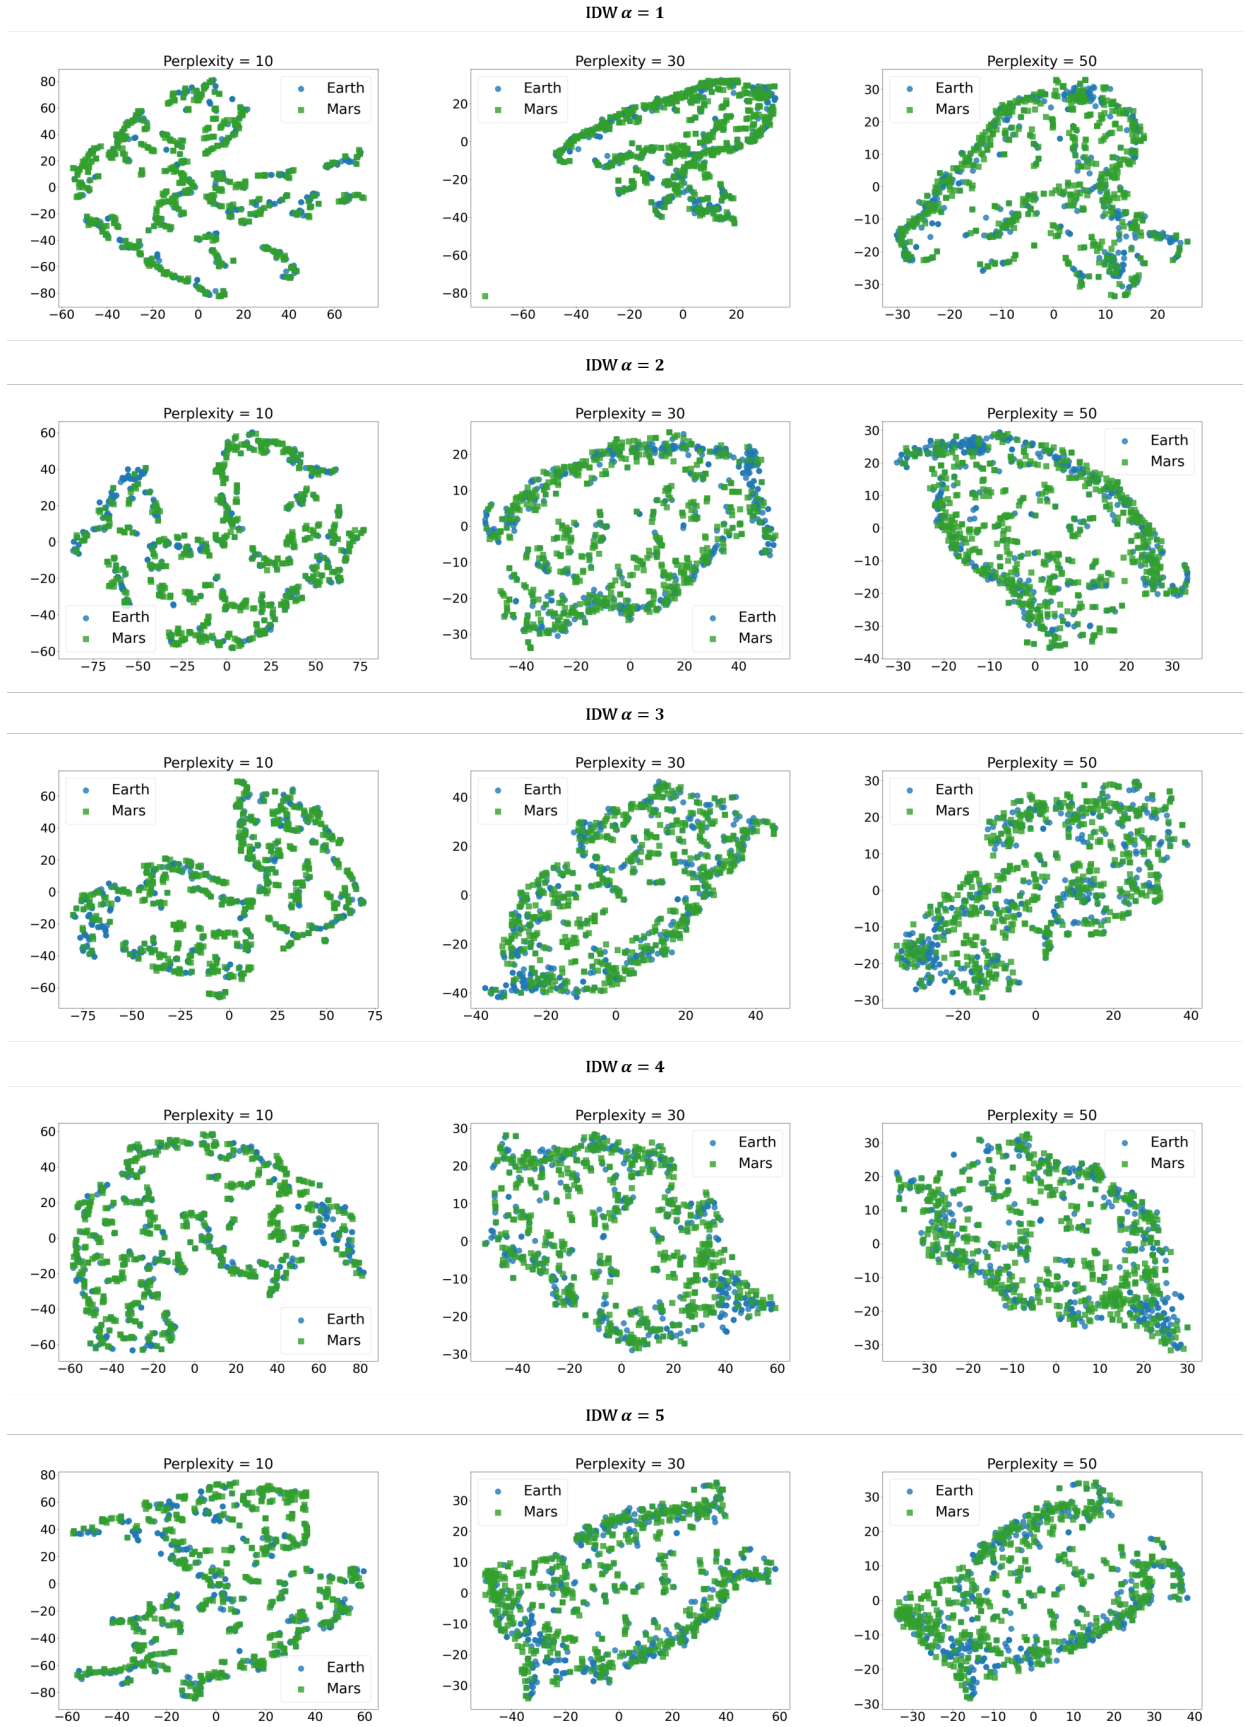 IDW α = 1
Perplexity = 10
Earth
Mars
80
60
40
20
0
−20
−40
−60
−80
−60 −40 −20 0 20 40 60
Perplexity = 30
Earth
Mars
20
0
−20
−40
−60
−80
−60 −40 −20 0 20
Perplexity = 50
Earth
Mars
30
20
10
0
−10
−20
−30
−30 −20 −10 0 10 20
IDW α = 2
Perplexity = 10
60
40
20
0
−20
−40
−60
Earth
Mars
−75 −50 −25 0 25 50 75
Perplexity = 30
20
10
0
−10
−20
−30
Earth
Mars
−40 −20 0 20 40
Perplexity = 50
Earth
Mars
30
20
10
0
−10
−20
−30
−40
−30 −20 −10 0 10 20 30
IDW α = 3
Perplexity = 10
Earth
Mars
60
40
20
0
−20
−40
−60
−75 −50 −25 0 25 50 75
Perplexity = 30
Earth
Mars
40
20
0
−20
−40
−40 −20 0 20 40
Perplexity = 50
Earth
Mars
30
20
10
0
−10
−20
−30
−20 0 20 40
IDW α = 4
Perplexity = 10
60
40
20
0
−20
−40
−60
Earth
Mars
−60 −40 −20 0 20 40 60 80
Perplexity = 30
Earth
Mars
30
20
10
0
−10
−20
−30
−40 −20 0 20 40 60
Perplexity = 50
Earth
Mars
30
20
10
0
−10
−20
−30
−30 −20 −10 0 10 20 30
IDW α = 5
Perplexity = 10
80
60
40
20
0
−20
−40
−60
−80
Earth
Mars
−60 −40 −20 0 20 40 60
Perplexity = 30
Earth
Mars
30
20
10
0
−10
−20
−30
−40 −20 0 20 40 60
Perplexity = 50
Earth
Mars
30
20
10
0
−10
−20
−30
−30 −20 −10 0 10 20 30 40